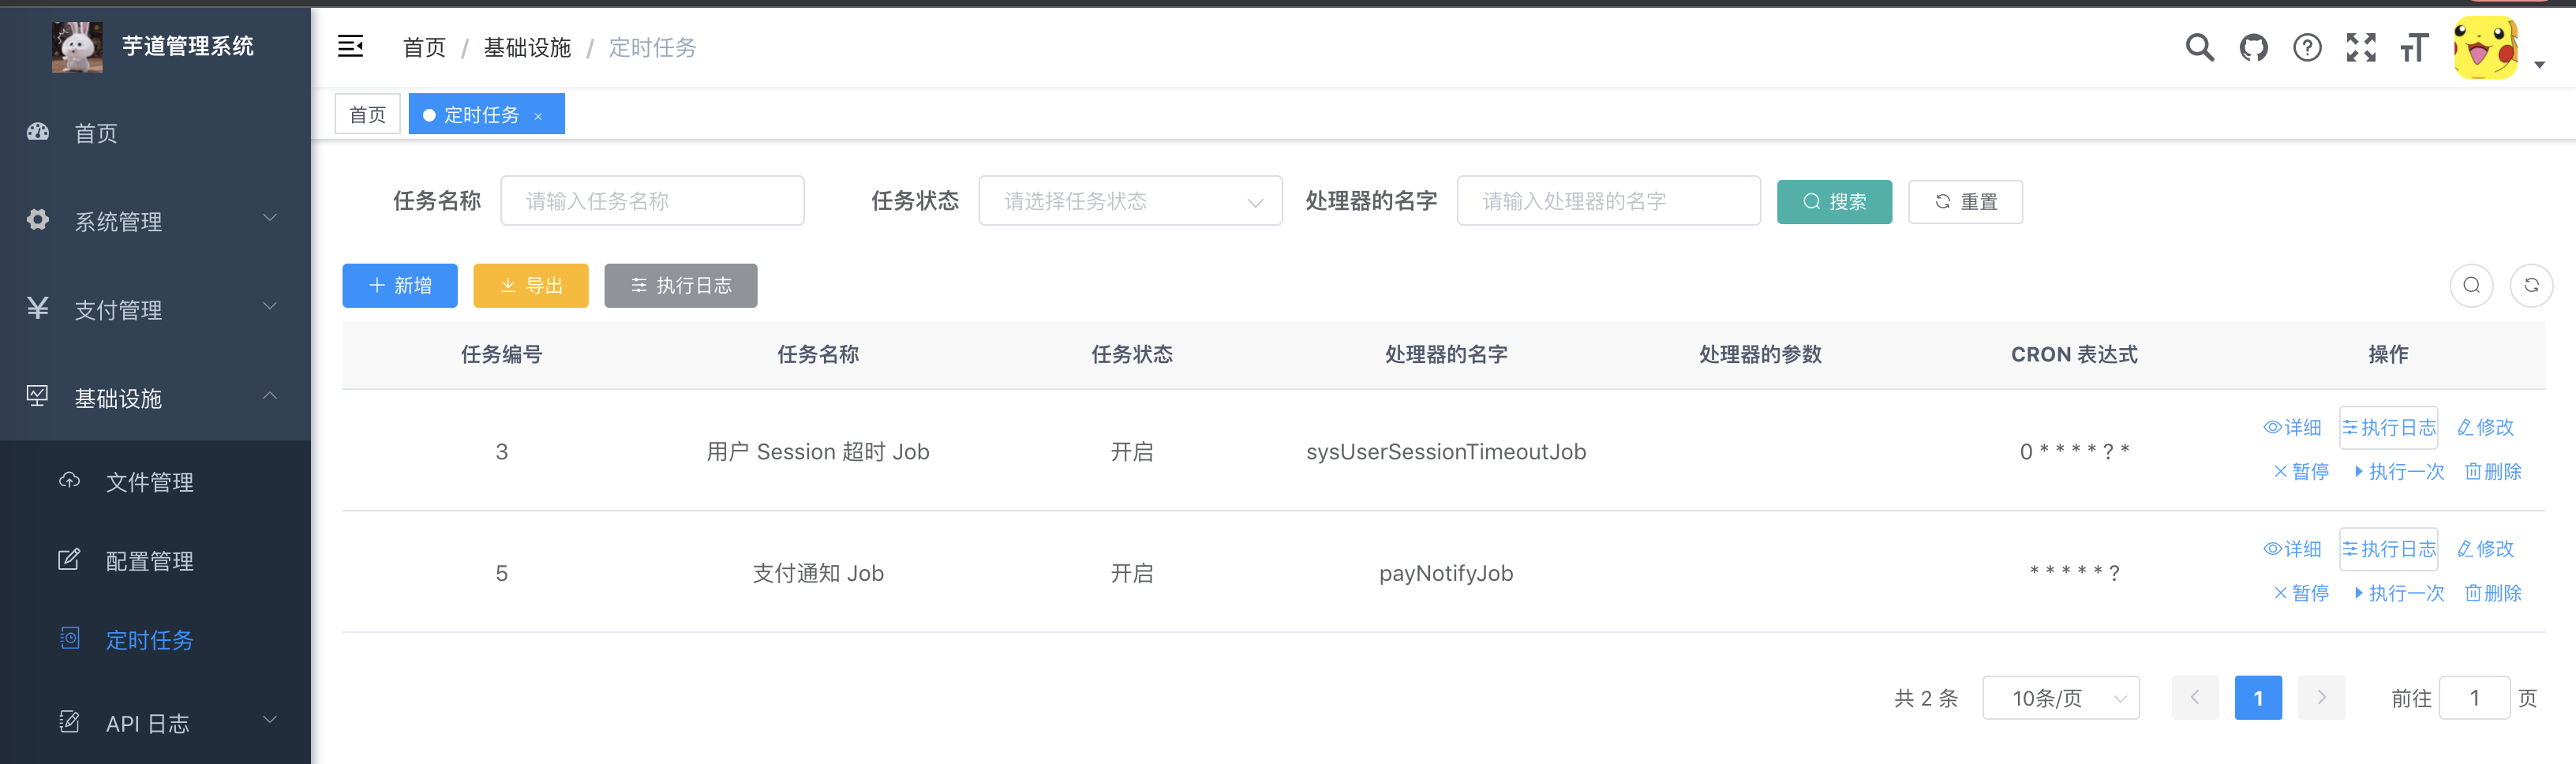 芋道管理系统
首页
系统管理
支付管理
基础设施
文件管理
配置管理
定时任务
API 日志
首页 / 基础设施 / 定时任务
首页 定时任务 ×
任务名称 请输入任务名称 任务状态 请选择任务状态 处理器的名字 请输入处理器的名字 搜索 重置
新增 导出 执行日志
任务编号 任务名称 任务状态 处理器的名字 处理器的参数 CRON 表达式 操作
3 用户 Session 超时 Job 开启 sysUserSessionTimeoutJob 0 * * * * ? * 详细 执行日志 修改
暂停 执行一次 删除
5 支付通知 Job 开启 payNotifyJob * * * * * ? 详细 执行日志 修改
暂停 执行一次 删除
共 2 条 10条/页 1 前往 1 页